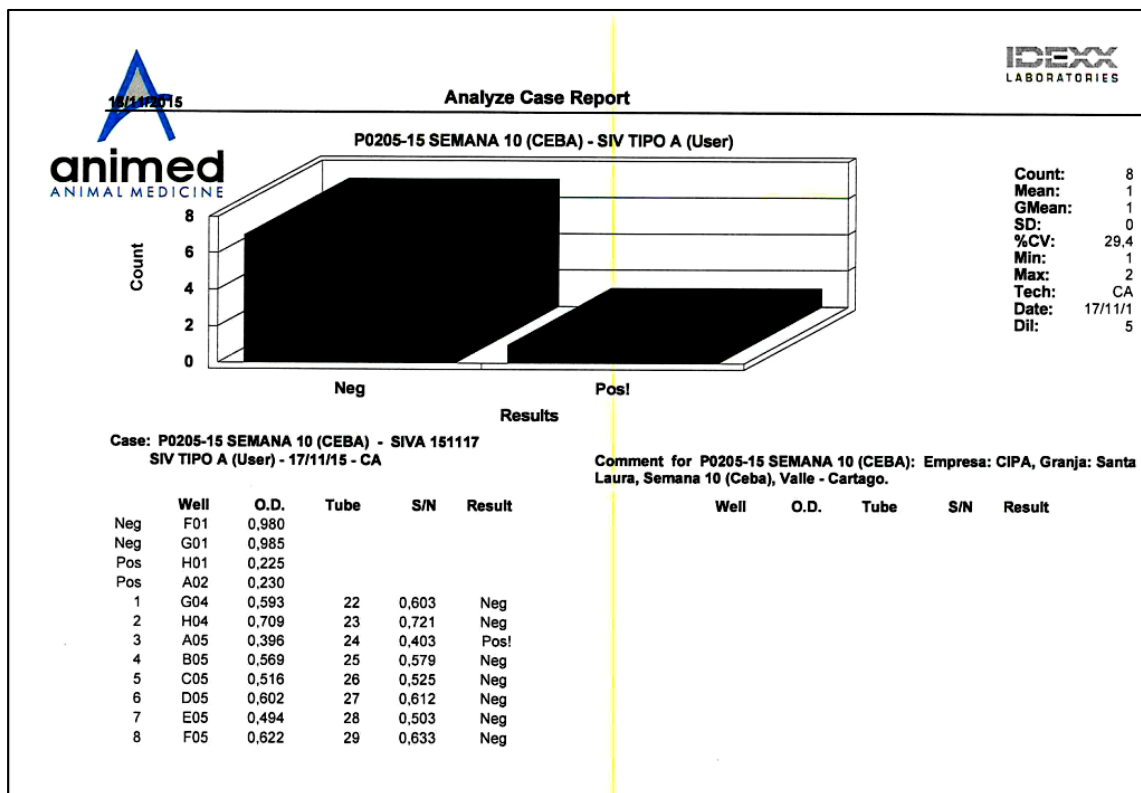 IDEXX
LABORATORIES
18/11/2015
Analyze Case Report
animed
ANIMAL MEDICINE
P0205-15 SEMANA 10 (CEBA) - SIV TIPO A (User)
Count
8
6
4
2
0
Neg Pos!
Results
Count: 8
Mean: 1
GMean: 1
SD: 0
%CV: 29,4
Min: 1
Max: 2
Tech: CA
Date: 17/11/1
Dil: 5
Case: P0205-15 SEMANA 10 (CEBA) - SIVA 151117
SIV TIPO A (User) - 17/11/15 - CA
Well O.D. Tube S/N Result
Neg F01 0,980
Neg G01 0,985
Pos H01 0,225
Pos A02 0,230
1 G04 0,593 22 0,603 Neg
2 H04 0,709 23 0,721 Neg
3 A05 0,396 24 0,403 Pos!
4 B05 0,569 25 0,579 Neg
5 C05 0,516 26 0,525 Neg
6 D05 0,602 27 0,612 Neg
7 E05 0,494 28 0,503 Neg
8 F05 0,622 29 0,633 Neg
Comment for P0205-15 SEMANA 10 (CEBA): Empresa: CIPA, Granja: Santa
Laura, Semana 10 (Ceba), Valle - Cartago.
Well O.D. Tube S/N Result